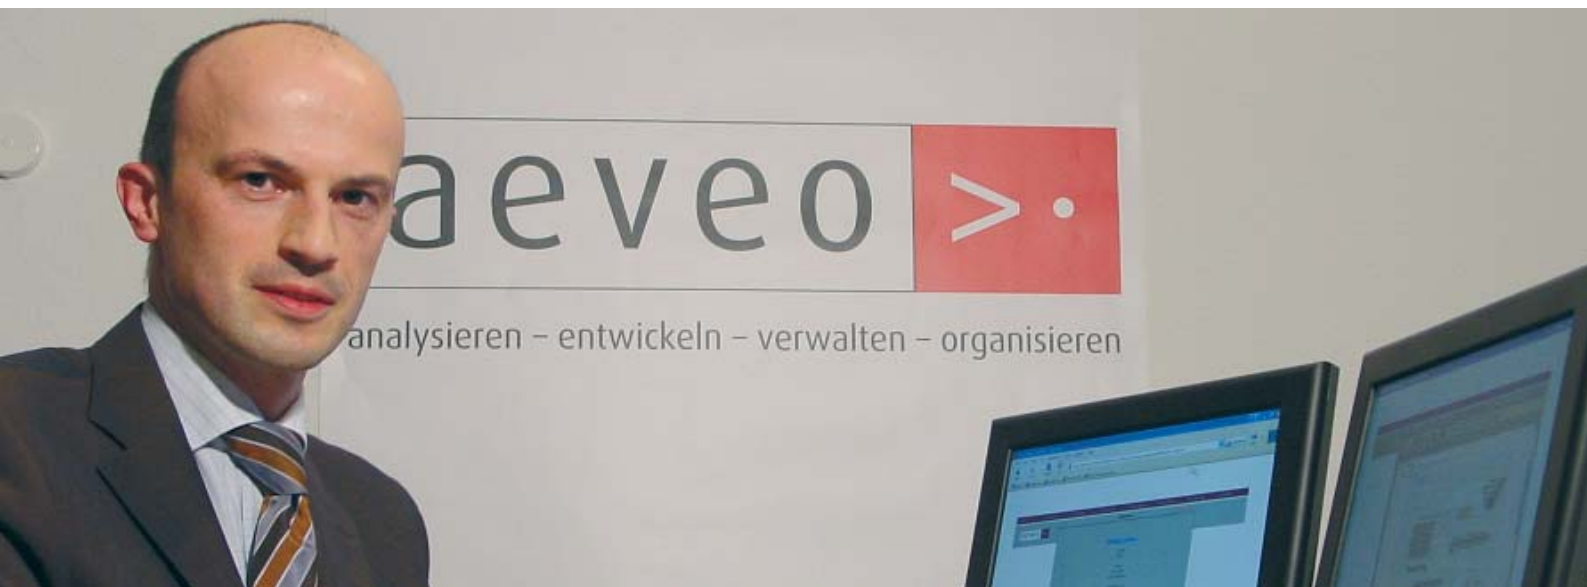 aeveo >·
analysieren – entwickeln – verwalten – organisieren